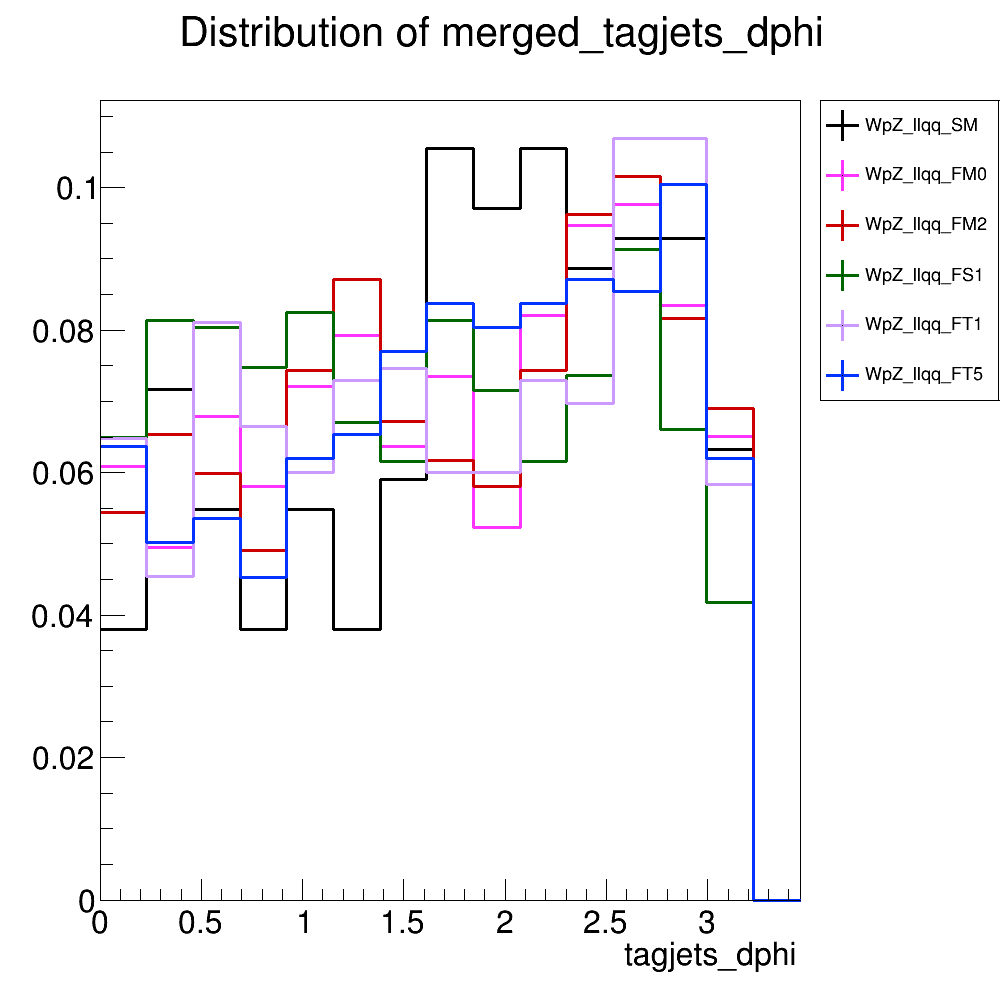 Distribution of merged_tagjets_dphi
WpZ_llqq_SM
WpZ_llqq_FM0
WpZ_llqq_FM2
WpZ_llqq_FS1
WpZ_llqq_FT1
WpZ_llqq_FT5
0.1
0.08
0.06
0.04
0.02
0
0 0.5 1 1.5 2 2.5 3
tagjets_dphi